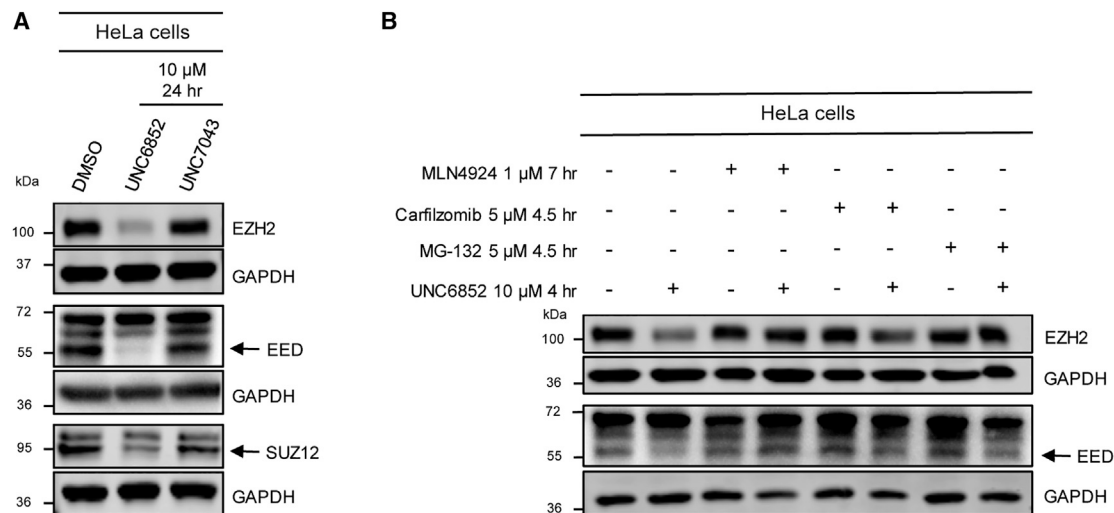 A
HeLa cells
10 µM
24 hr
DMSO
UNC6852
UNC7043
kDa
100
EZH2
37
GAPDH
72
55
EED
36
GAPDH
95
SUZ12
36
GAPDH
B
HeLa cells
MLN4924 1 µM 7 hr - - + + - - - -
Carfilzomib 5 µM 4.5 hr - - - - + + - -
MG-132 5 µM 4.5 hr - - - - - - + +
UNC6852 10 µM 4 hr - + - + - + - +
kDa
100
EZH2
36
GAPDH
72
55
EED
36
GAPDH